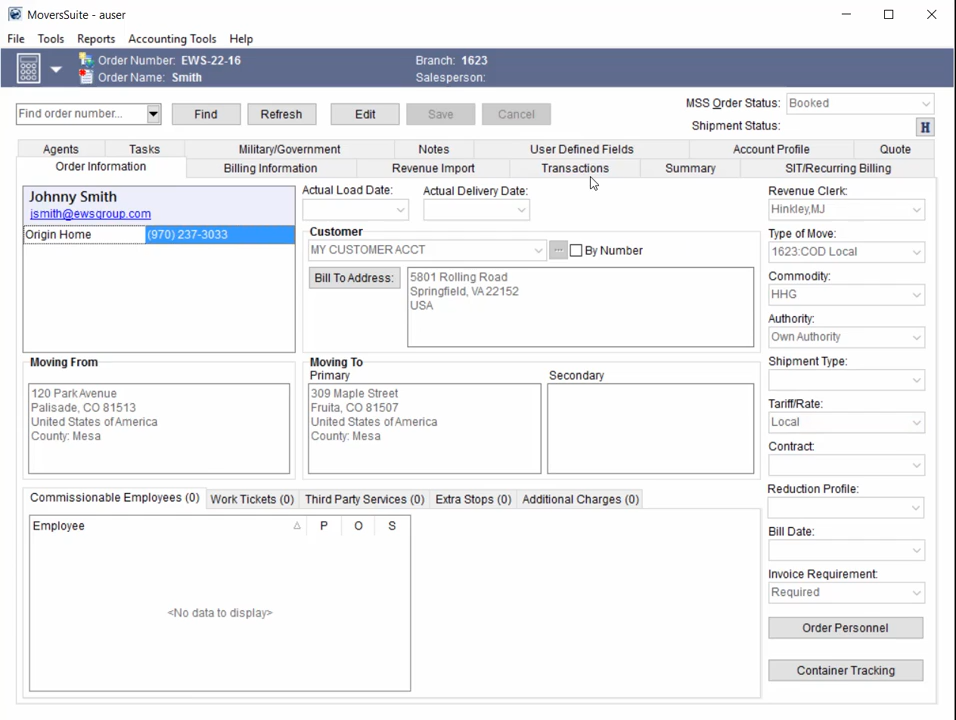 MoversSuite - auser
File Tools Reports Accounting Tools Help
Order Number: EWS-22-16
Branch: 1623
Order Name: Smith
Salesperson:
Find order number...
Find
Refresh
Edit
Save
Cancel
MSS Order Status: Booked
Shipment Status:
H
Agents Tasks Military/Government Notes User Defined Fields Account Profile Quote
Order Information Billing Information Revenue Import Transactions Summary SIT/Recurring Billing
Johnny Smith
jsmith@ewsgroup.com
Origin Home (970) 237-3033
Actual Load Date:
Actual Delivery Date:
Customer
MY CUSTOMER ACCT
...
By Number
Bill To Address:
5801 Rolling Road
Springfield, VA 22152
USA
Moving From
120 Park Avenue
Palisade, CO 81513
United States of America
County: Mesa
Moving To
Primary
309 Maple Street
Fruita, CO 81507
United States of America
County: Mesa
Secondary
Revenue Clerk:
Hinkley,MJ
Type of Move:
1623:COD Local
Commodity:
HHG
Authority:
Own Authority
Shipment Type:
Tariff/Rate:
Local
Contract:
Reduction Profile:
Bill Date:
Invoice Requirement:
Required
Order Personnel
Container Tracking
Commissionable Employees (0) Work Tickets (0) Third Party Services (0) Extra Stops (0) Additional Charges (0)
Employee P O S
<No data to display>